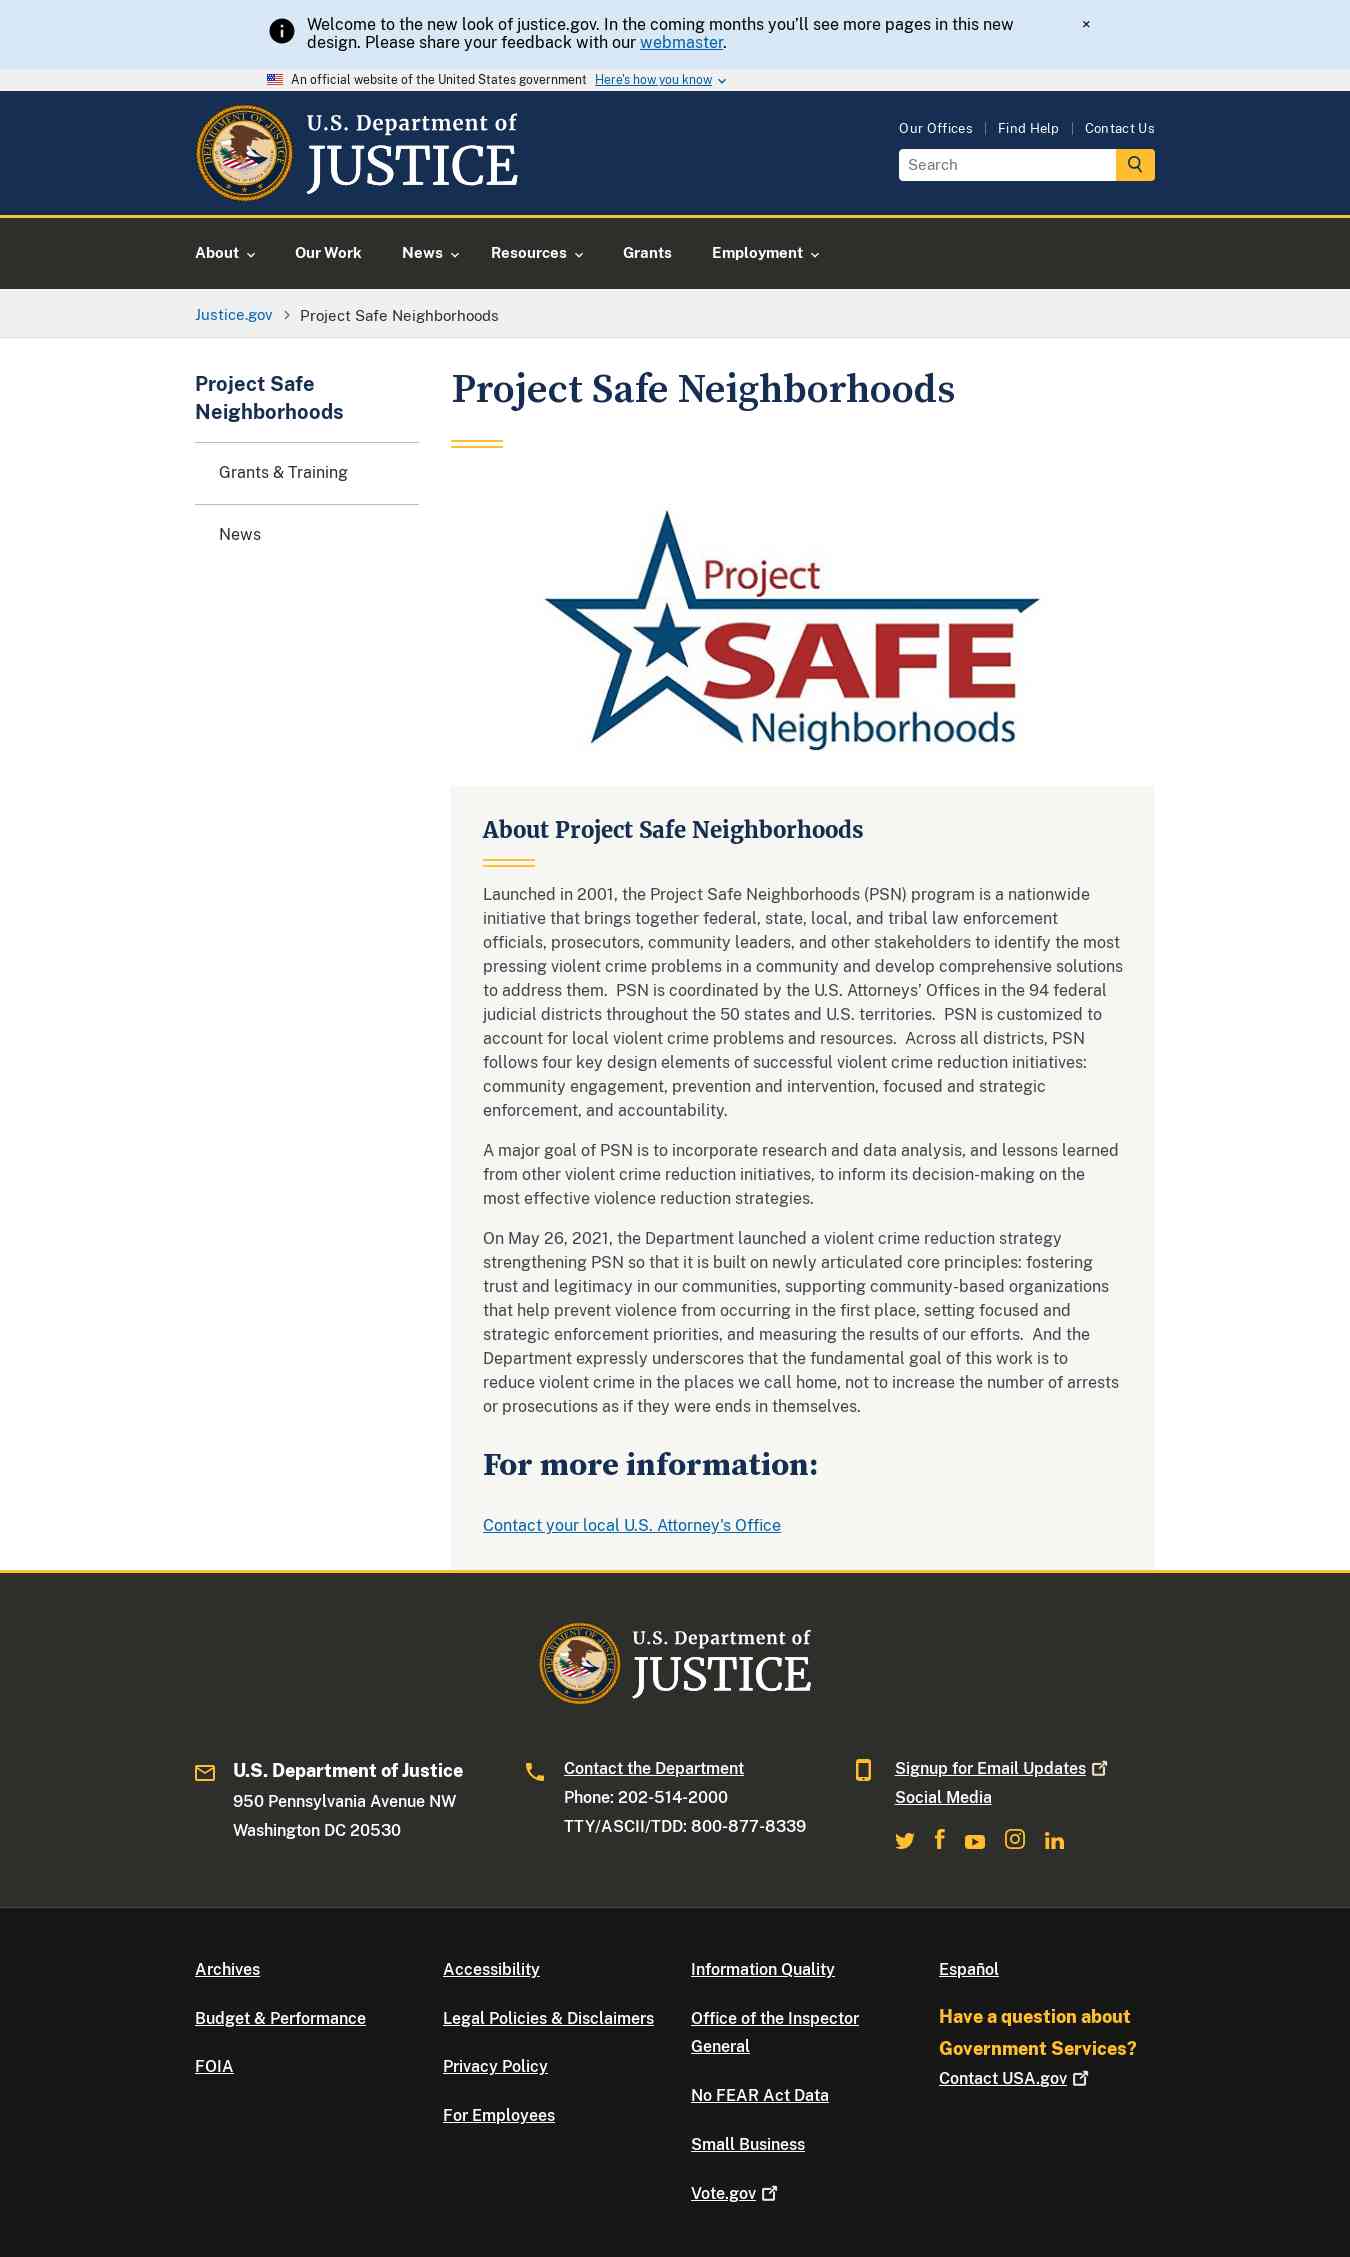 Welcome to the new look of justice.gov. In the coming months you’ll see more pages in this new
design. Please share your feedback with our webmaster.
×
An official website of the United States government Here's how you know
U.S. Department of
JUSTICE
Our Offices
Find Help
Contact Us
Search
About
Our Work
News
Resources
Grants
Employment
Justice.gov
Project Safe Neighborhoods
Project Safe
Neighborhoods
Grants & Training
News
Project Safe Neighborhoods
Project
SAFE
Neighborhoods
About Project Safe Neighborhoods
Launched in 2001, the Project Safe Neighborhoods (PSN) program is a nationwide
initiative that brings together federal, state, local, and tribal law enforcement
officials, prosecutors, community leaders, and other stakeholders to identify the most
pressing violent crime problems in a community and develop comprehensive solutions
to address them.  PSN is coordinated by the U.S. Attorneys’ Offices in the 94 federal
judicial districts throughout the 50 states and U.S. territories.  PSN is customized to
account for local violent crime problems and resources.  Across all districts, PSN
follows four key design elements of successful violent crime reduction initiatives:
community engagement, prevention and intervention, focused and strategic
enforcement, and accountability.
A major goal of PSN is to incorporate research and data analysis, and lessons learned
from other violent crime reduction initiatives, to inform its decision-making on the
most effective violence reduction strategies.
On May 26, 2021, the Department launched a violent crime reduction strategy
strengthening PSN so that it is built on newly articulated core principles: fostering
trust and legitimacy in our communities, supporting community-based organizations
that help prevent violence from occurring in the first place, setting focused and
strategic enforcement priorities, and measuring the results of our efforts.  And the
Department expressly underscores that the fundamental goal of this work is to
reduce violent crime in the places we call home, not to increase the number of arrests
or prosecutions as if they were ends in themselves.
For more information:
Contact your local U.S. Attorney's Office
U.S. Department of
JUSTICE
U.S. Department of Justice
950 Pennsylvania Avenue NW
Washington DC 20530
Contact the Department
Phone: 202-514-2000
TTY/ASCII/TDD: 800-877-8339
Signup for Email Updates
Social Media
Archives
Budget & Performance
FOIA
Accessibility
Legal Policies & Disclaimers
Privacy Policy
For Employees
Information Quality
Office of the Inspector
General
No FEAR Act Data
Small Business
Vote.gov
Español
Have a question about
Government Services?
Contact USA.gov